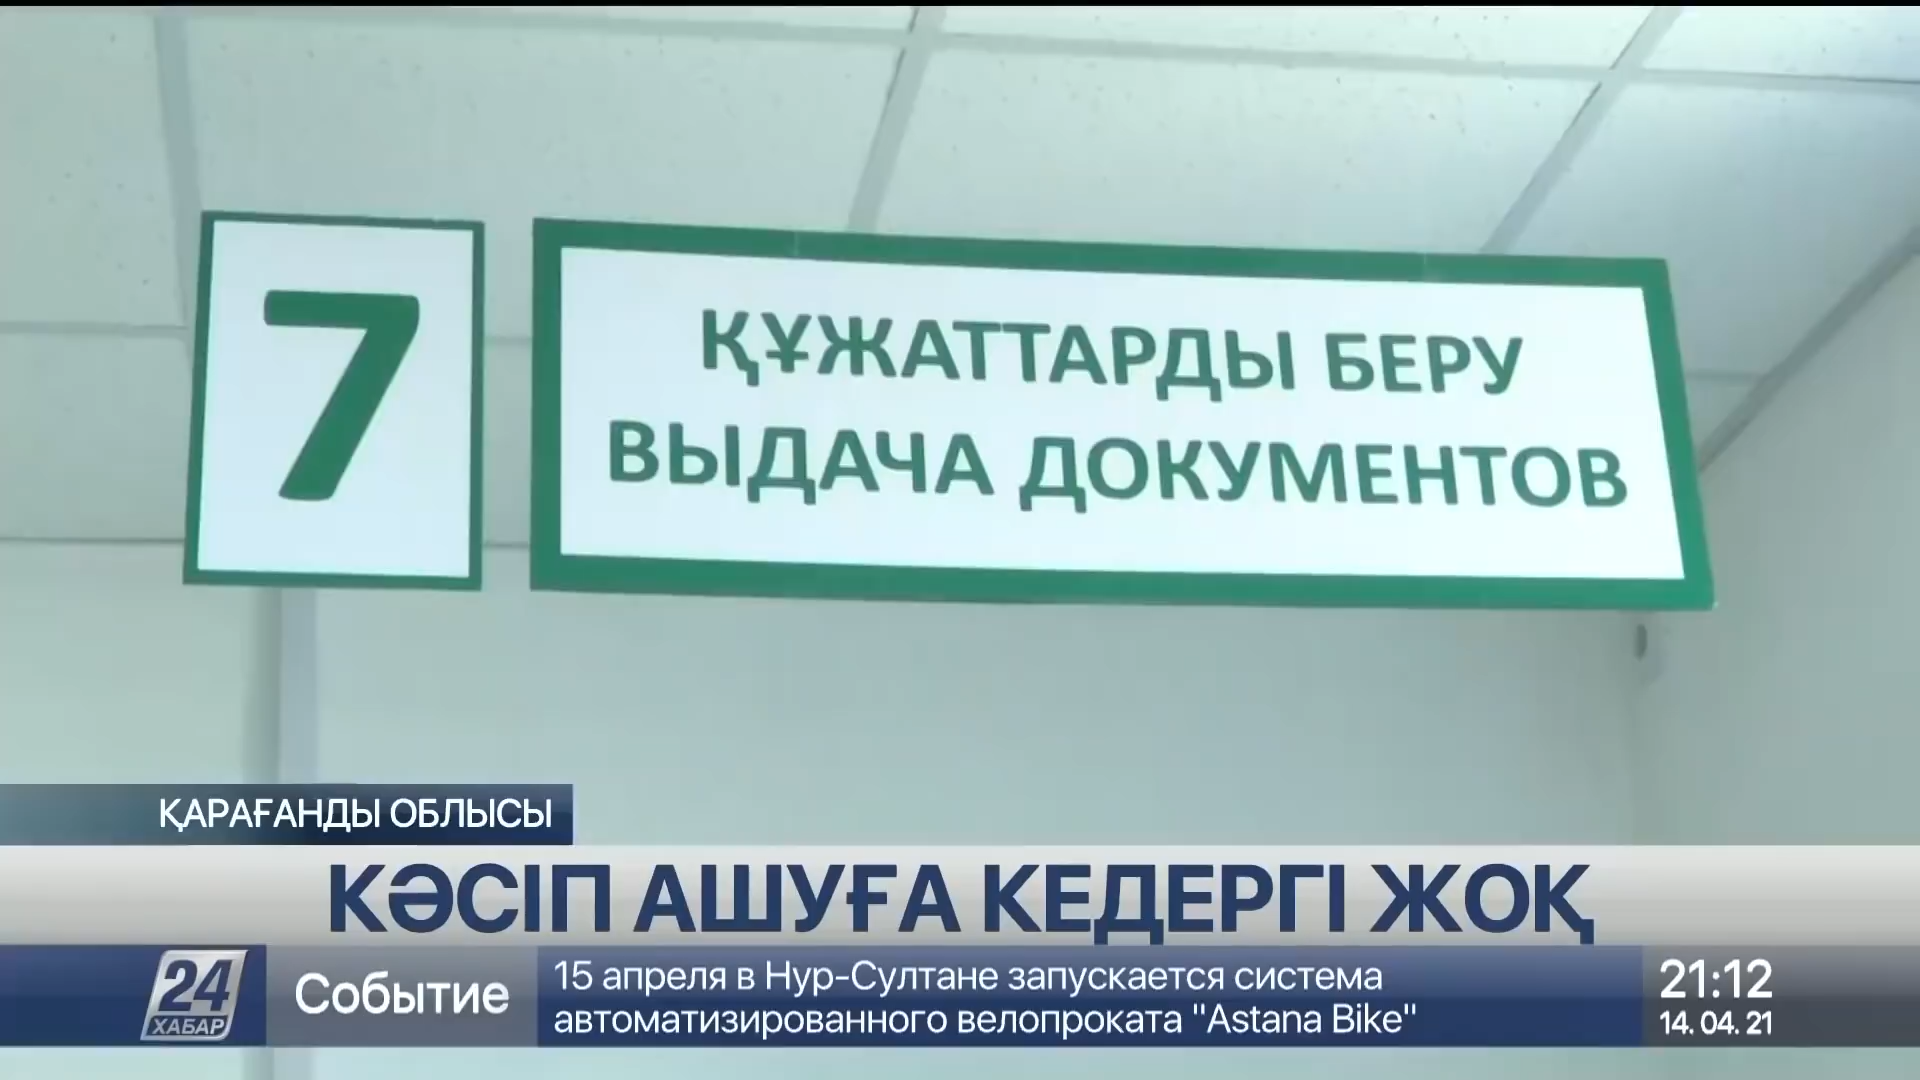 7
ҚҰЖАТТАРДЫ БЕРУ
ВЫДАЧА ДОКУМЕНТОВ
ҚАРАҒАНДЫ ОБЛЫСЫ
КӘСІП АШУҒА КЕДЕРГІ ЖОҚ
24
ХАБАР
Событие
15 апреля в Нур-Султане запускается система
автоматизированного велопроката "Astana Bike"
21:12
14. 04. 21